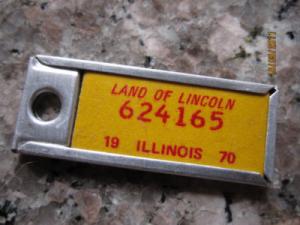 LAND OF LINCOLN
624165
19 ILLINOIS 70